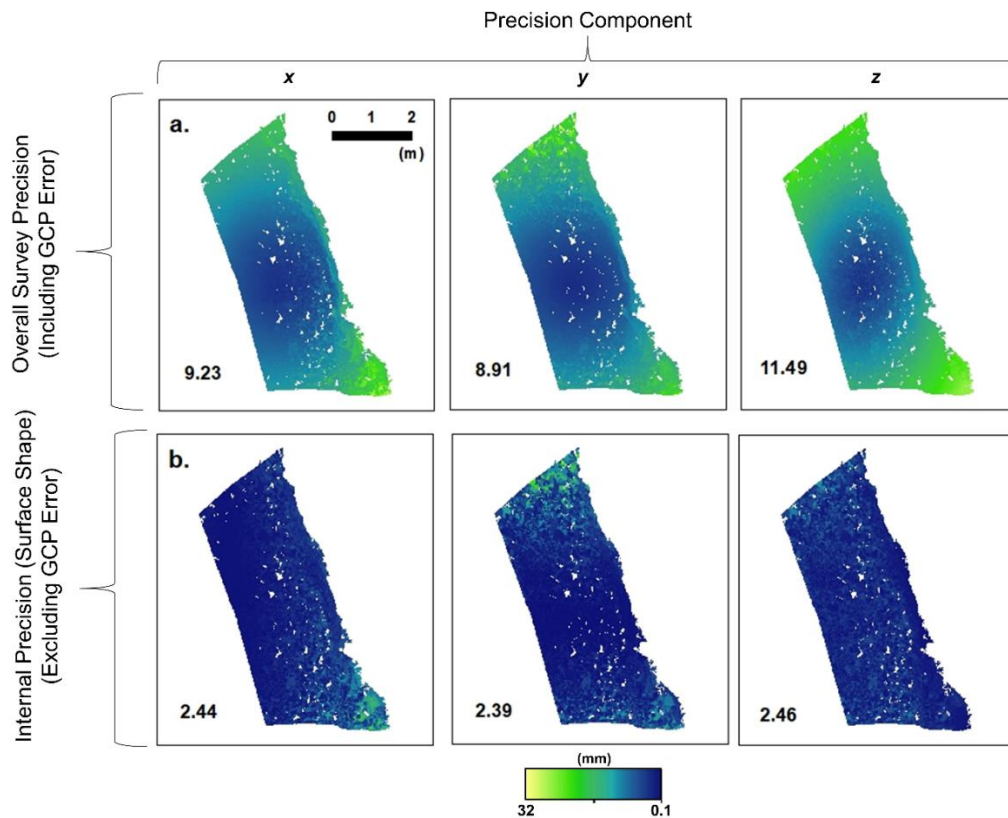 Precision Component
x
y
z
Overall Survey Precision
(Including GCP Error)
a.
0 1 2
(m)
9.23
8.91
11.49
Internal Precision (Surface Shape)
(Excluding GCP Error)
b.
2.44
2.39
2.46
(mm)
32
0.1